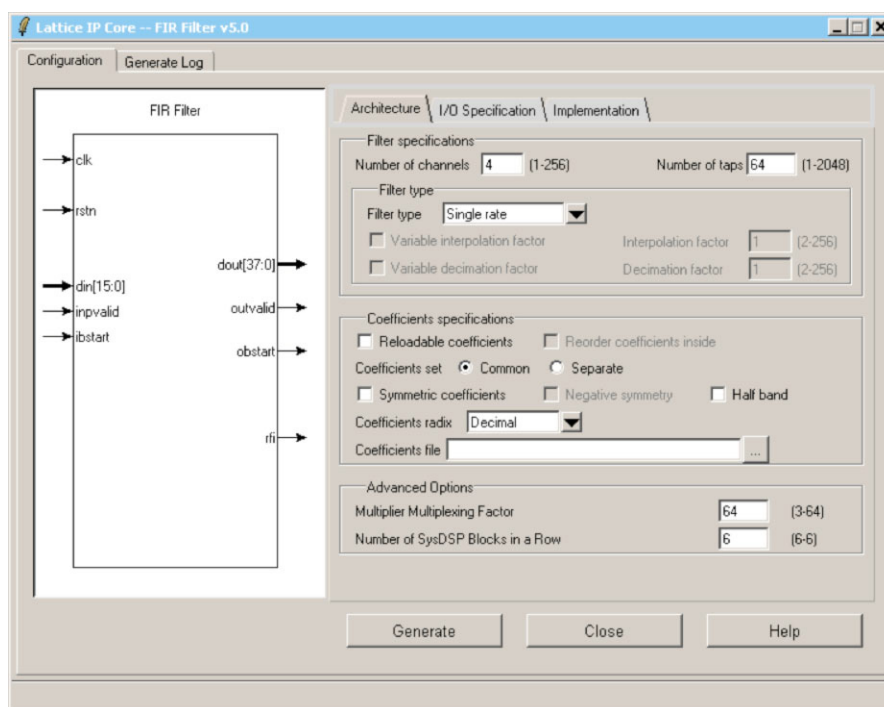 Lattice IP Core -- FIR Filter v5.0
Configuration Generate Log
FIR Filter
clk
rstn
din[15:0]
inpvalid
ibstart
dout[37:0]
outvalid
obstart
rfi
Architecture I/O Specification Implementation
Filter specifications
Number of channels 4 (1-256) Number of taps 64 (1-2048)
Filter type
Filter type Single rate
Variable interpolation factor Interpolation factor 1 (2-256)
Variable decimation factor Decimation factor 1 (2-256)
Coefficients specifications
Reloadable coefficients Reorder coefficients inside
Coefficients set Common Separate
Symmetric coefficients Negative symmetry Half band
Coefficients radix Decimal
Coefficients file ...
Advanced Options
Multiplier Multiplexing Factor 64 (3-64)
Number of SysDSP Blocks in a Row 6 (6-6)
Generate Close Help